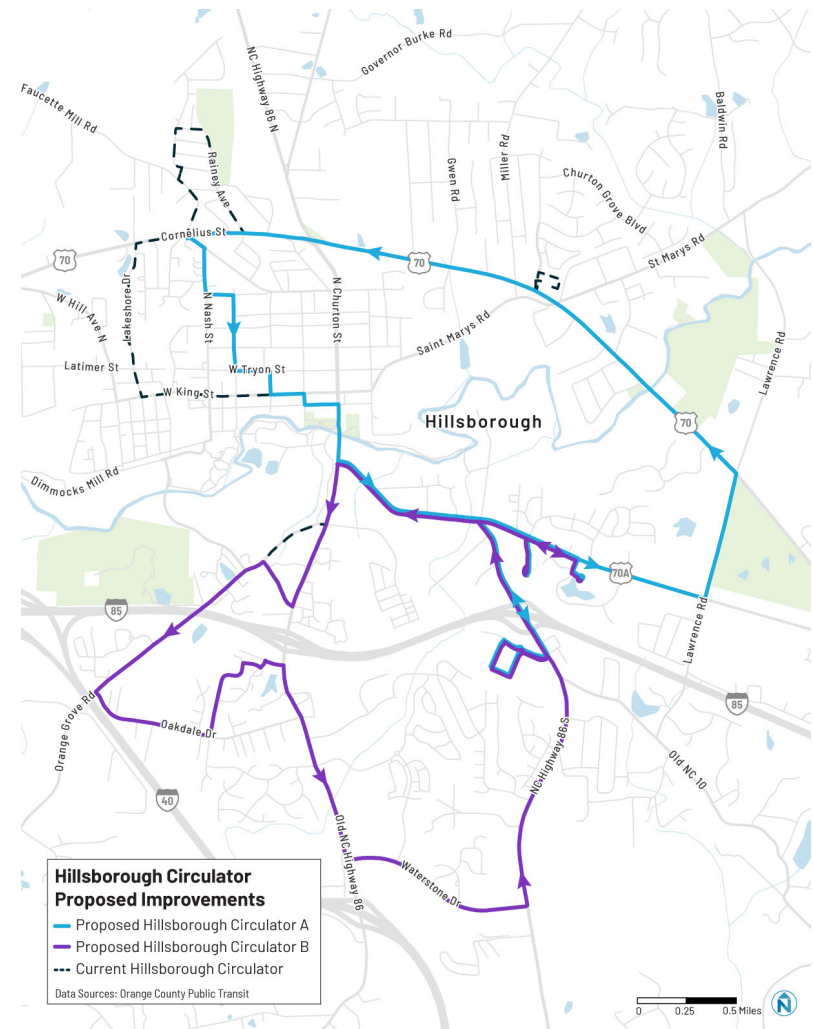 Governor Burke Rd
NC Highway 86 N
Faucette Mill Rd
Baldwin Rd
Miller Rd
Gwen Rd
Rainey Ave
Churton Grove Blvd
Cornelius St
St Marys Rd
70
70
Lakeshore Dr
W Hill Ave N
N Nash St
N Churton St
Saint Marys Rd
Lawrence Rd
Latimer St
W Tryon St
W King St
Hillsborough
70
Dimmocks Mill Rd
70A
85
Lawrence Rd
Orange Grove Rd
Oakdale Dr
85
NC Highway 86 S
Old NC 10
40
Old NC Highway 86
Waterstone Dr
Hillsborough Circulator
Proposed Improvements
Proposed Hillsborough Circulator A
Proposed Hillsborough Circulator B
Current Hillsborough Circulator
Data Sources: Orange County Public Transit
0 0.25 0.5 Miles
N